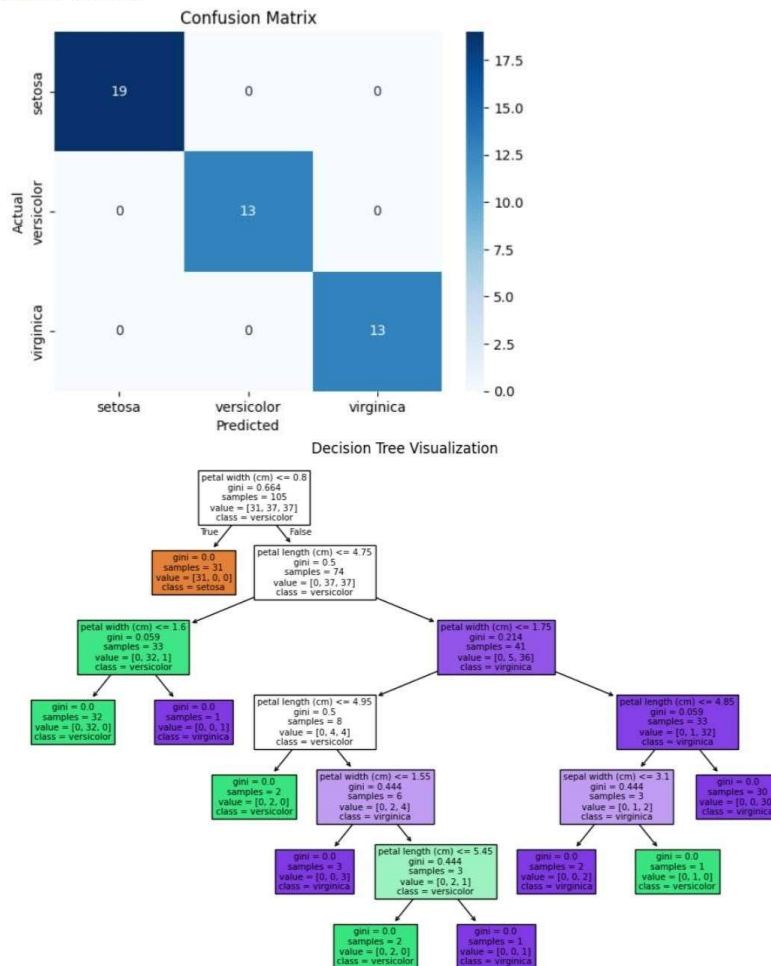 Confusion Matrix
setosa
versicolor
virginica
Actual
19
0
0
0
13
0
0
0
13
setosa
versicolor
virginica
Predicted
17.5
15.0
12.5
10.0
7.5
5.0
2.5
0.0
Decision Tree Visualization
petal width (cm) <= 0.8
gini = 0.664
samples = 105
value = [31, 37, 37]
class = versicolor
True
False
gini = 0.0
samples = 31
value = [31, 0, 0]
class = setosa
petal length (cm) <= 4.75
gini = 0.5
samples = 74
value = [0, 37, 37]
class = versicolor
petal width (cm) <= 1.6
gini = 0.059
samples = 33
value = [0, 32, 1]
class = versicolor
petal width (cm) <= 1.75
gini = 0.214
samples = 41
value = [0, 5, 36]
class = virginica
gini = 0.0
samples = 32
value = [0, 32, 0]
class = versicolor
gini = 0.0
samples = 1
value = [0, 0, 1]
class = virginica
petal length (cm) <= 4.95
gini = 0.5
samples = 8
value = [0, 4, 4]
class = versicolor
petal length (cm) <= 4.85
gini = 0.059
samples = 33
value = [0, 1, 32]
class = virginica
gini = 0.0
samples = 2
value = [0, 2, 0]
class = versicolor
petal width (cm) <= 1.55
gini = 0.444
samples = 6
value = [0, 2, 4]
class = virginica
sepal width (cm) <= 3.1
gini = 0.444
samples = 3
value = [0, 1, 2]
class = virginica
gini = 0.0
samples = 30
value = [0, 0, 30]
class = virginica
gini = 0.0
samples = 3
value = [0, 0, 3]
class = virginica
petal length (cm) <= 5.45
gini = 0.444
samples = 3
value = [0, 2, 1]
class = versicolor
gini = 0.0
samples = 2
value = [0, 0, 2]
class = virginica
gini = 0.0
samples = 1
value = [0, 1, 0]
class = versicolor
gini = 0.0
samples = 2
value = [0, 2, 0]
class = versicolor
gini = 0.0
samples = 1
value = [0, 0, 1]
class = virginica